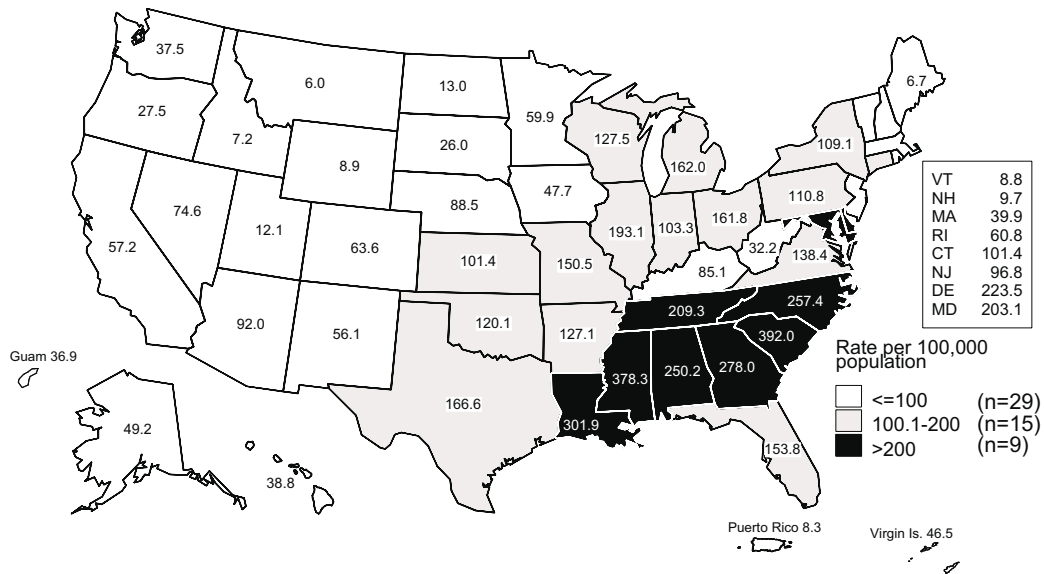 37.5
6.0
13.0
6.7
27.5
59.9
7.2
127.5
109.1
26.0
8.9
162.0
VT 8.8
NH 9.7
MA 39.9
RI 60.8
CT 101.4
NJ 96.8
DE 223.5
MD 203.1
47.7
110.8
88.5
74.6
161.8
12.1
193.1
103.3
57.2
63.6
32.2
138.4
101.4
150.5
85.1
257.4
209.3
92.0
120.1
56.1
127.1
392.0
Guam 36.9
378.3
250.2
278.0
Rate per 100,000
population
<=100 (n=29)
100.1-200 (n=15)
>200 (n=9)
166.6
49.2
301.9
153.8
38.8
Puerto Rico 8.3
Virgin Is. 46.5